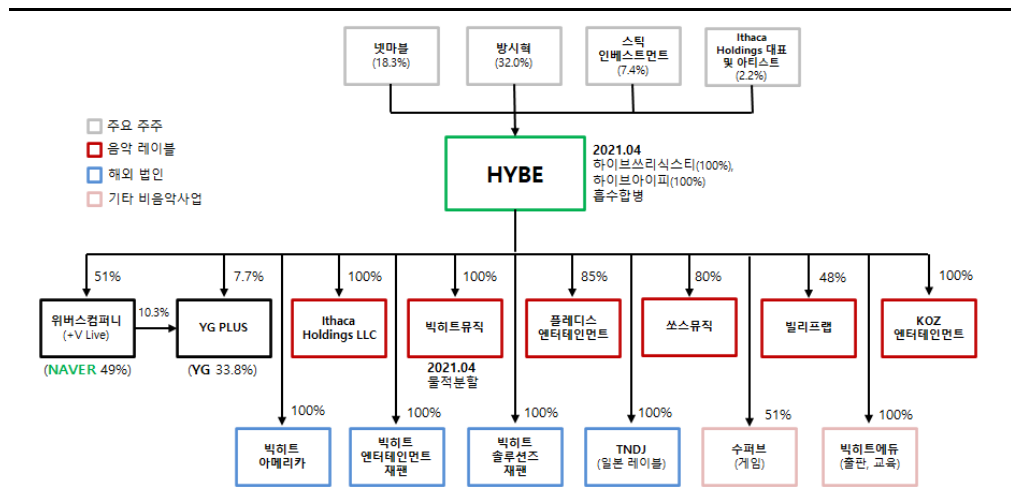 넷마블
(18.3%)
방시혁
(32.0%)
스틱
인베스트먼트
(7.4%)
Ithaca
Holdings 대표
및 아티스트
(2.2%)
주요 주주
음악 레이블
해외 법인
기타 비음악사업
HYBE
2021.04
하이브쓰리식스티(100%),
하이브아이피(100%)
흡수합병
51%
7.7%
100%
100%
85%
80%
48%
100%
위버스컴퍼니
(+V Live)
10.3%
YG PLUS
Ithaca
Holdings LLC
빅히트뮤직
플레디스
엔터테인먼트
쏘스뮤직
빌리프랩
KOZ
엔터테인먼트
(NAVER 49%)
(YG 33.8%)
2021.04
물적분할
100%
100%
100%
100%
51%
100%
빅히트
아메리카
빅히트
엔터테인먼트
재팬
빅히트
솔루션즈
재팬
TNDJ
(일본 레이블)
수퍼브
(게임)
빅히트에듀
(출판, 교육)